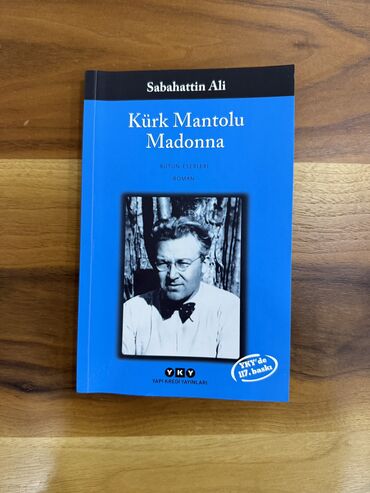 Sabahattin Ali
Kürk Mantolu
Madonna
BÜTÜN ESERLERİ
ROMAN
YKY
YAPI KREDİ YAYINLARI
YKY'de
117. baskı